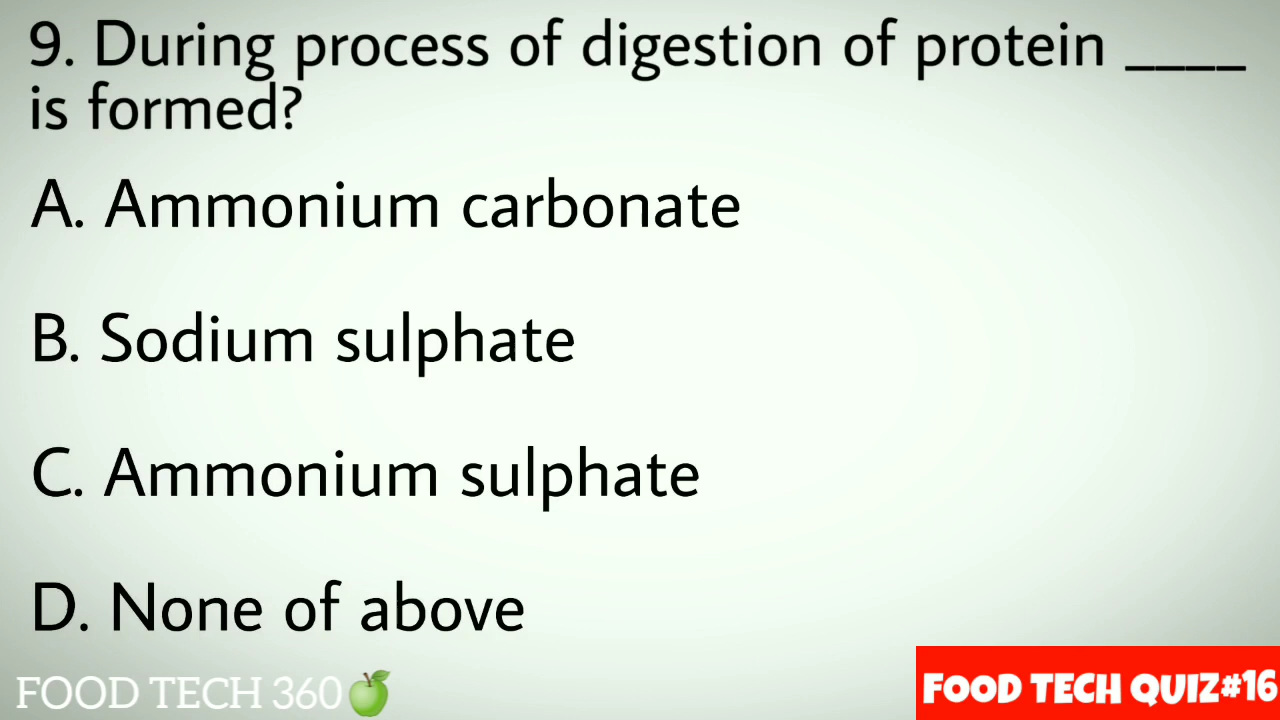 9. During process of digestion of protein ____
is formed?
A. Ammonium carbonate
B. Sodium sulphate
C. Ammonium sulphate
D. None of above
FOOD TECH 360
FOOD TECH QUIZ#16